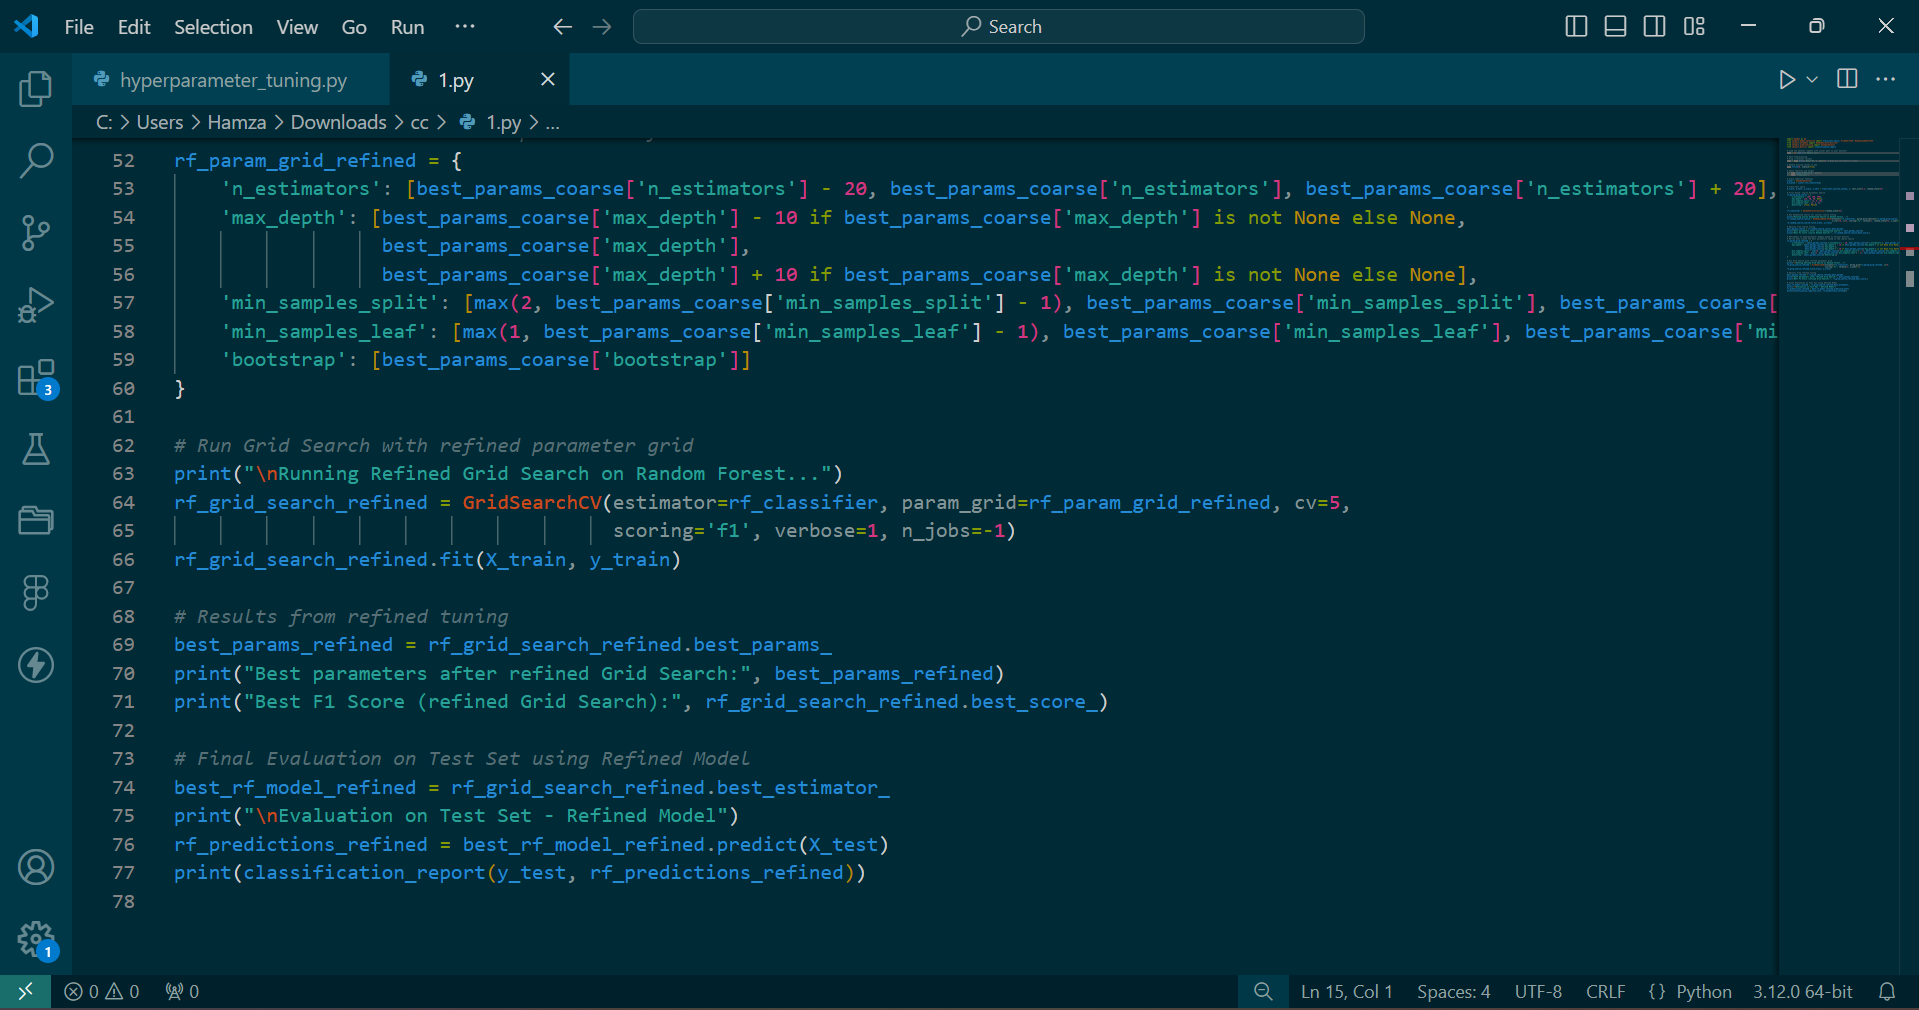 File Edit Selection View Go Run ··· Search
hyperparameter_tuning.py 1.py
C: > Users > Hamza > Downloads > cc > 1.py > ...
52 rf_param_grid_refined = {
53 'n_estimators': [best_params_coarse['n_estimators'] - 20, best_params_coarse['n_estimators'], best_params_coarse['n_estimators'] + 20],
54 'max_depth': [best_params_coarse['max_depth'] - 10 if best_params_coarse['max_depth'] is not None else None,
55 best_params_coarse['max_depth'],
56 best_params_coarse['max_depth'] + 10 if best_params_coarse['max_depth'] is not None else None],
57 'min_samples_split': [max(2, best_params_coarse['min_samples_split'] - 1), best_params_coarse['min_samples_split'], best_params_coarse[
58 'min_samples_leaf': [max(1, best_params_coarse['min_samples_leaf'] - 1), best_params_coarse['min_samples_leaf'], best_params_coarse['mi
59 'bootstrap': [best_params_coarse['bootstrap']]
60 }
61
62 # Run Grid Search with refined parameter grid
63 print("\nRunning Refined Grid Search on Random Forest...")
64 rf_grid_search_refined = GridSearchCV(estimator=rf_classifier, param_grid=rf_param_grid_refined, cv=5,
65 scoring='f1', verbose=1, n_jobs=-1)
66 rf_grid_search_refined.fit(X_train, y_train)
67
68 # Results from refined tuning
69 best_params_refined = rf_grid_search_refined.best_params_
70 print("Best parameters after refined Grid Search:", best_params_refined)
71 print("Best F1 Score (refined Grid Search):", rf_grid_search_refined.best_score_)
72
73 # Final Evaluation on Test Set using Refined Model
74 best_rf_model_refined = rf_grid_search_refined.best_estimator_
75 print("\nEvaluation on Test Set - Refined Model")
76 rf_predictions_refined = best_rf_model_refined.predict(X_test)
77 print(classification_report(y_test, rf_predictions_refined))
78
3
1
0 0 0 Ln 15, Col 1 Spaces: 4 UTF-8 CRLF {} Python 3.12.0 64-bit